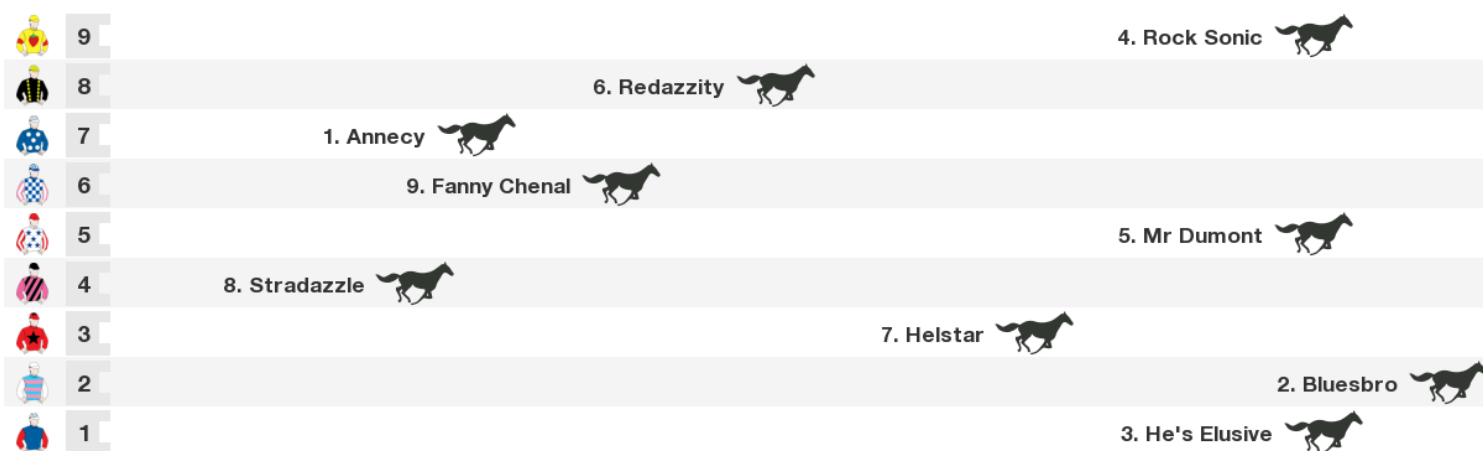 9 4. Rock Sonic
8 6. Redazzity
7 1. Annecy
6 9. Fanny Chenal
5 5. Mr Dumont
4 8. Stradazzle
3 7. Helstar
2 2. Bluesbro
1 3. He's Elusive